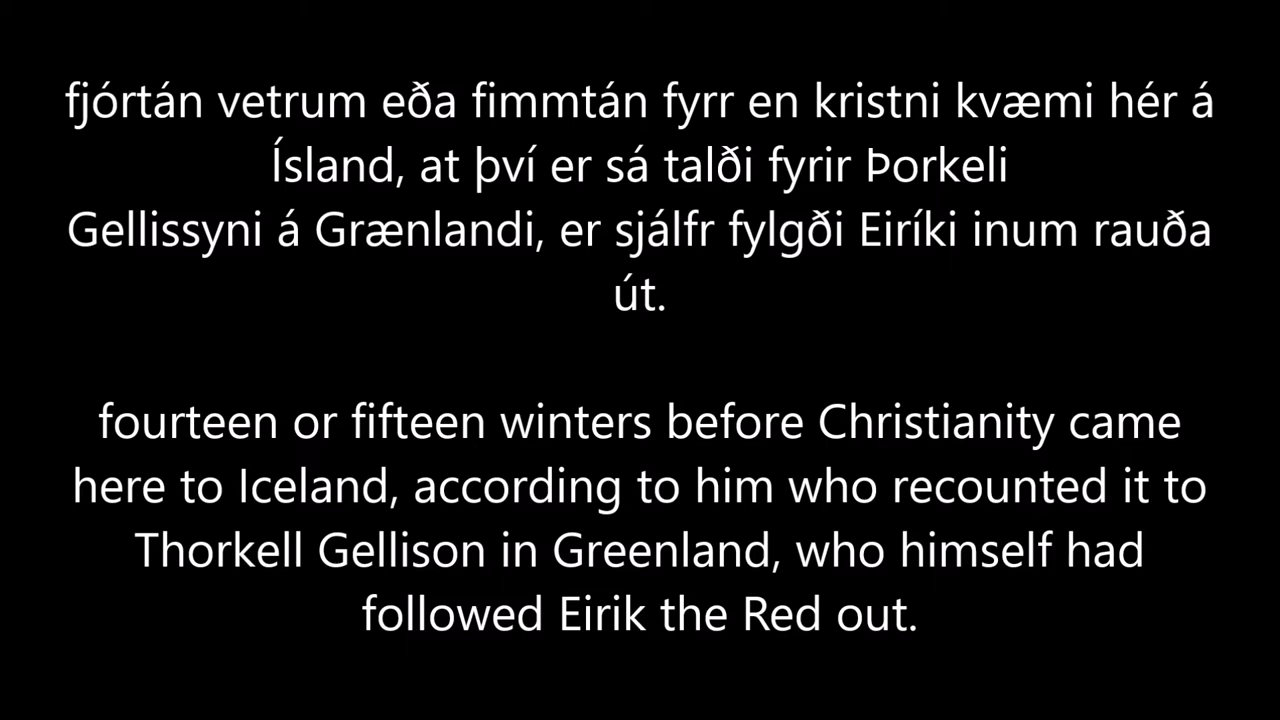 fjórtán vetrum eða fimmtán fyrr en kristni kvæmi hér á
Ísland, at því er sá talði fyrir Þorkeli
Gellissyni á Grænlandi, er sjálfr fylgði Eiríki inum rauða
út.
fourteen or fifteen winters before Christianity came
here to Iceland, according to him who recounted it to
Thorkell Gellison in Greenland, who himself had
followed Eirik the Red out.